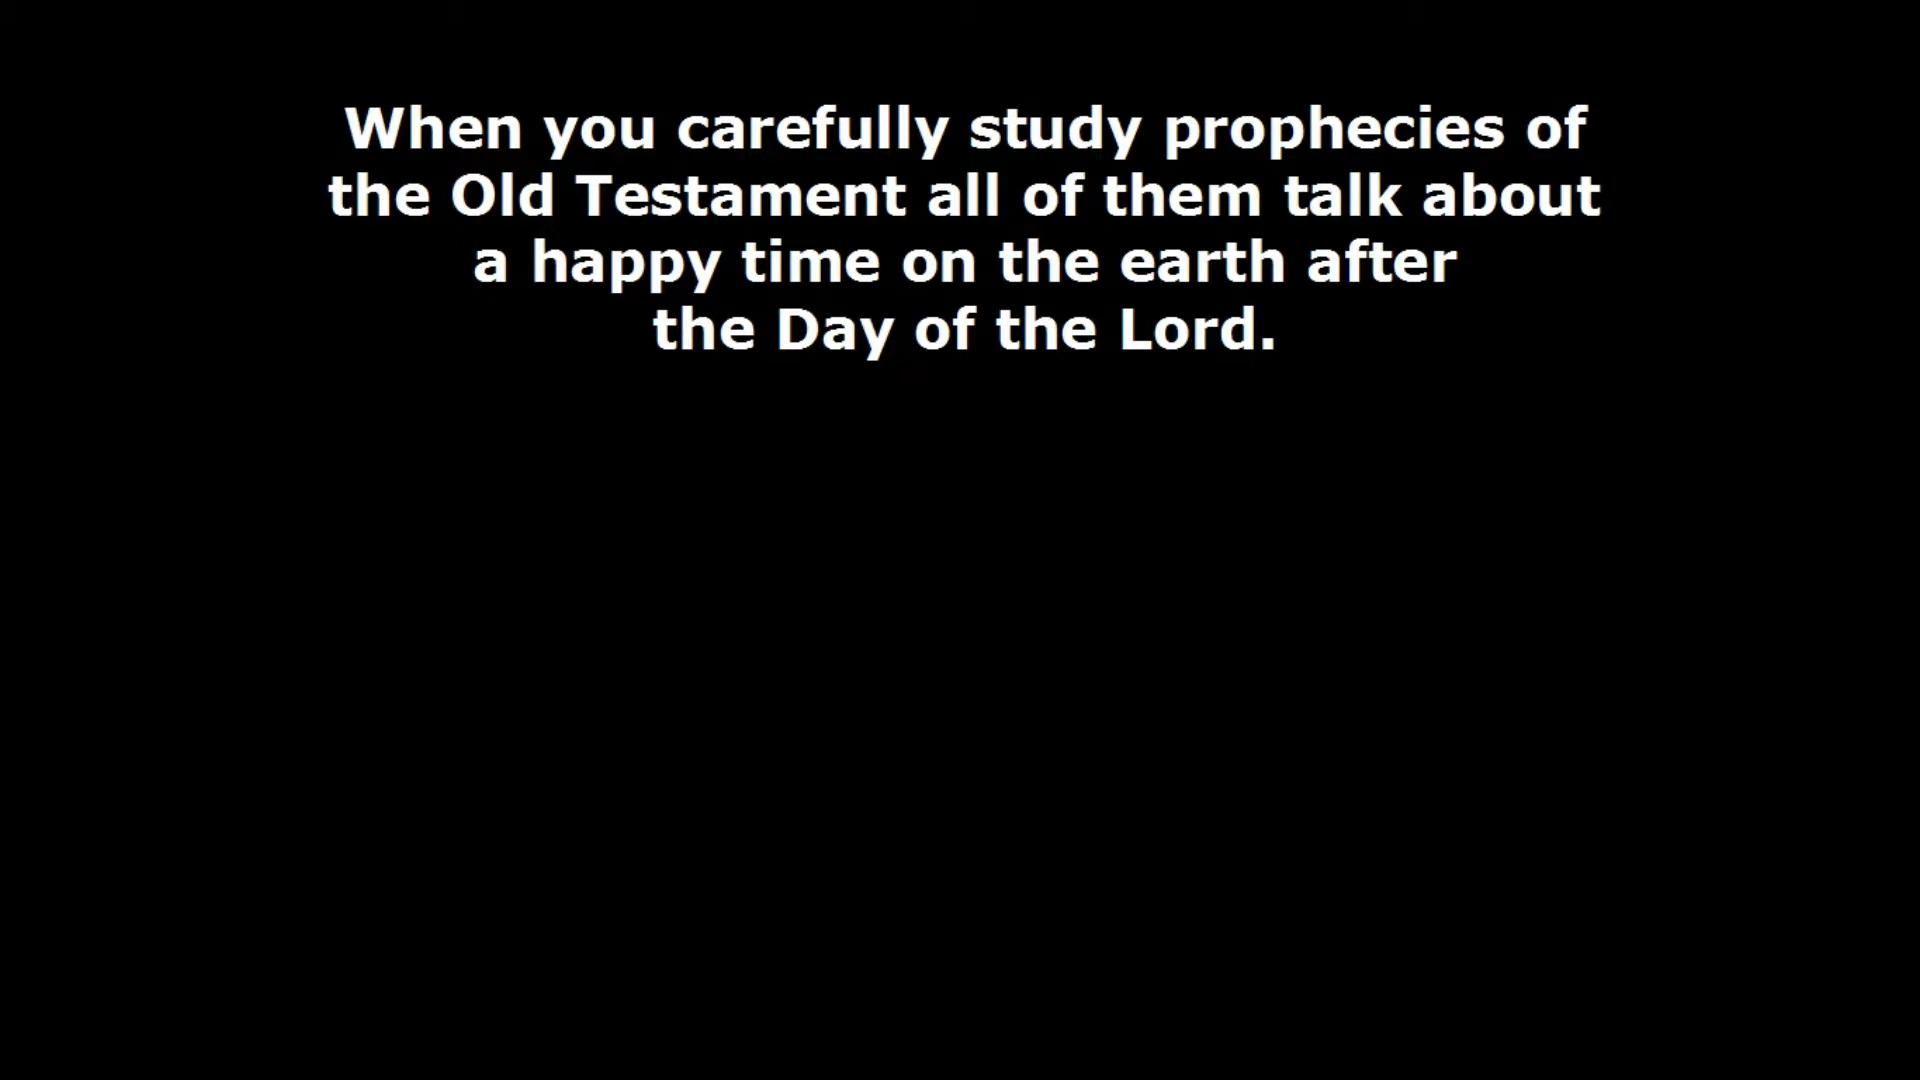 When you carefully study prophecies of
the Old Testament all of them talk about
a happy time on the earth after
the Day of the Lord.